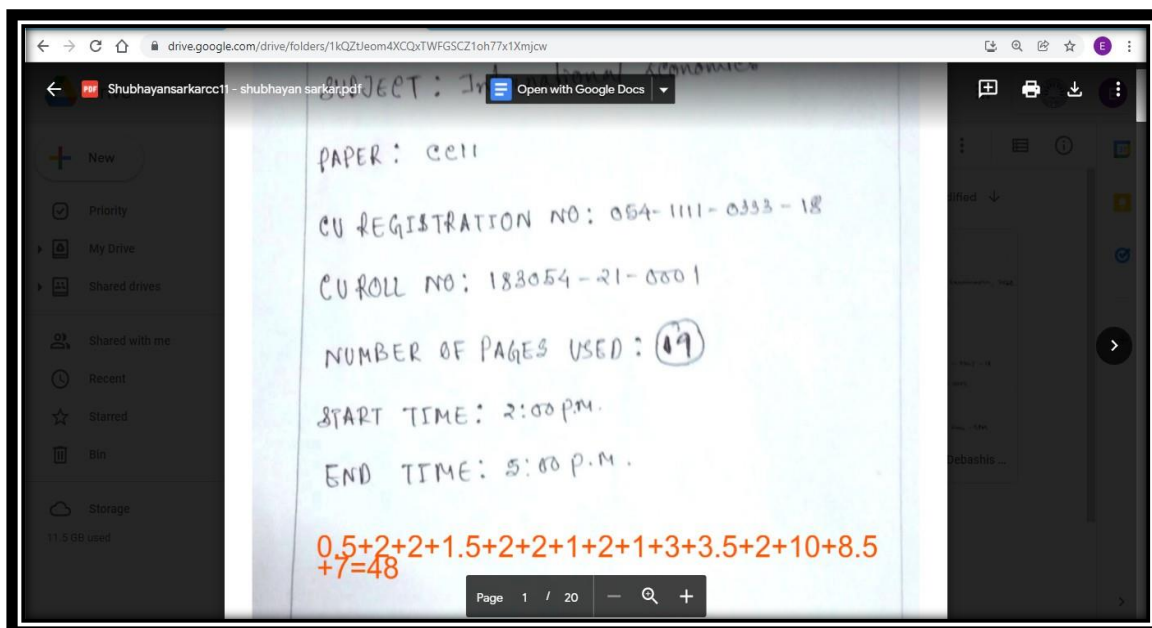 drive.google.com/drive/folders/1kQZtJeom4XCQxTWFGSCZ1oh77x1Xmjcw
E
Shubhayansarkarcc11 - shubhayan sarkar.pdf
Open with Google Docs
SUBJECT: International Economics
New
PAPER: CC11
Priority
CU REGISTRATION NO: 054-1111-0333-18
My Drive
Shared drives
CU ROLL NO: 183054-21-0001
Shared with me
NUMBER OF PAGES USED: 19
Recent
Starred
START TIME: 2:00 P.M.
Bin
END TIME: 5:00 P.M.
Debashis ...
Storage
11.5 GB used
0.5+2+2+1.5+2+2+1+2+1+3+3.5+2+10+8.5
+7=48
Page 1 / 20